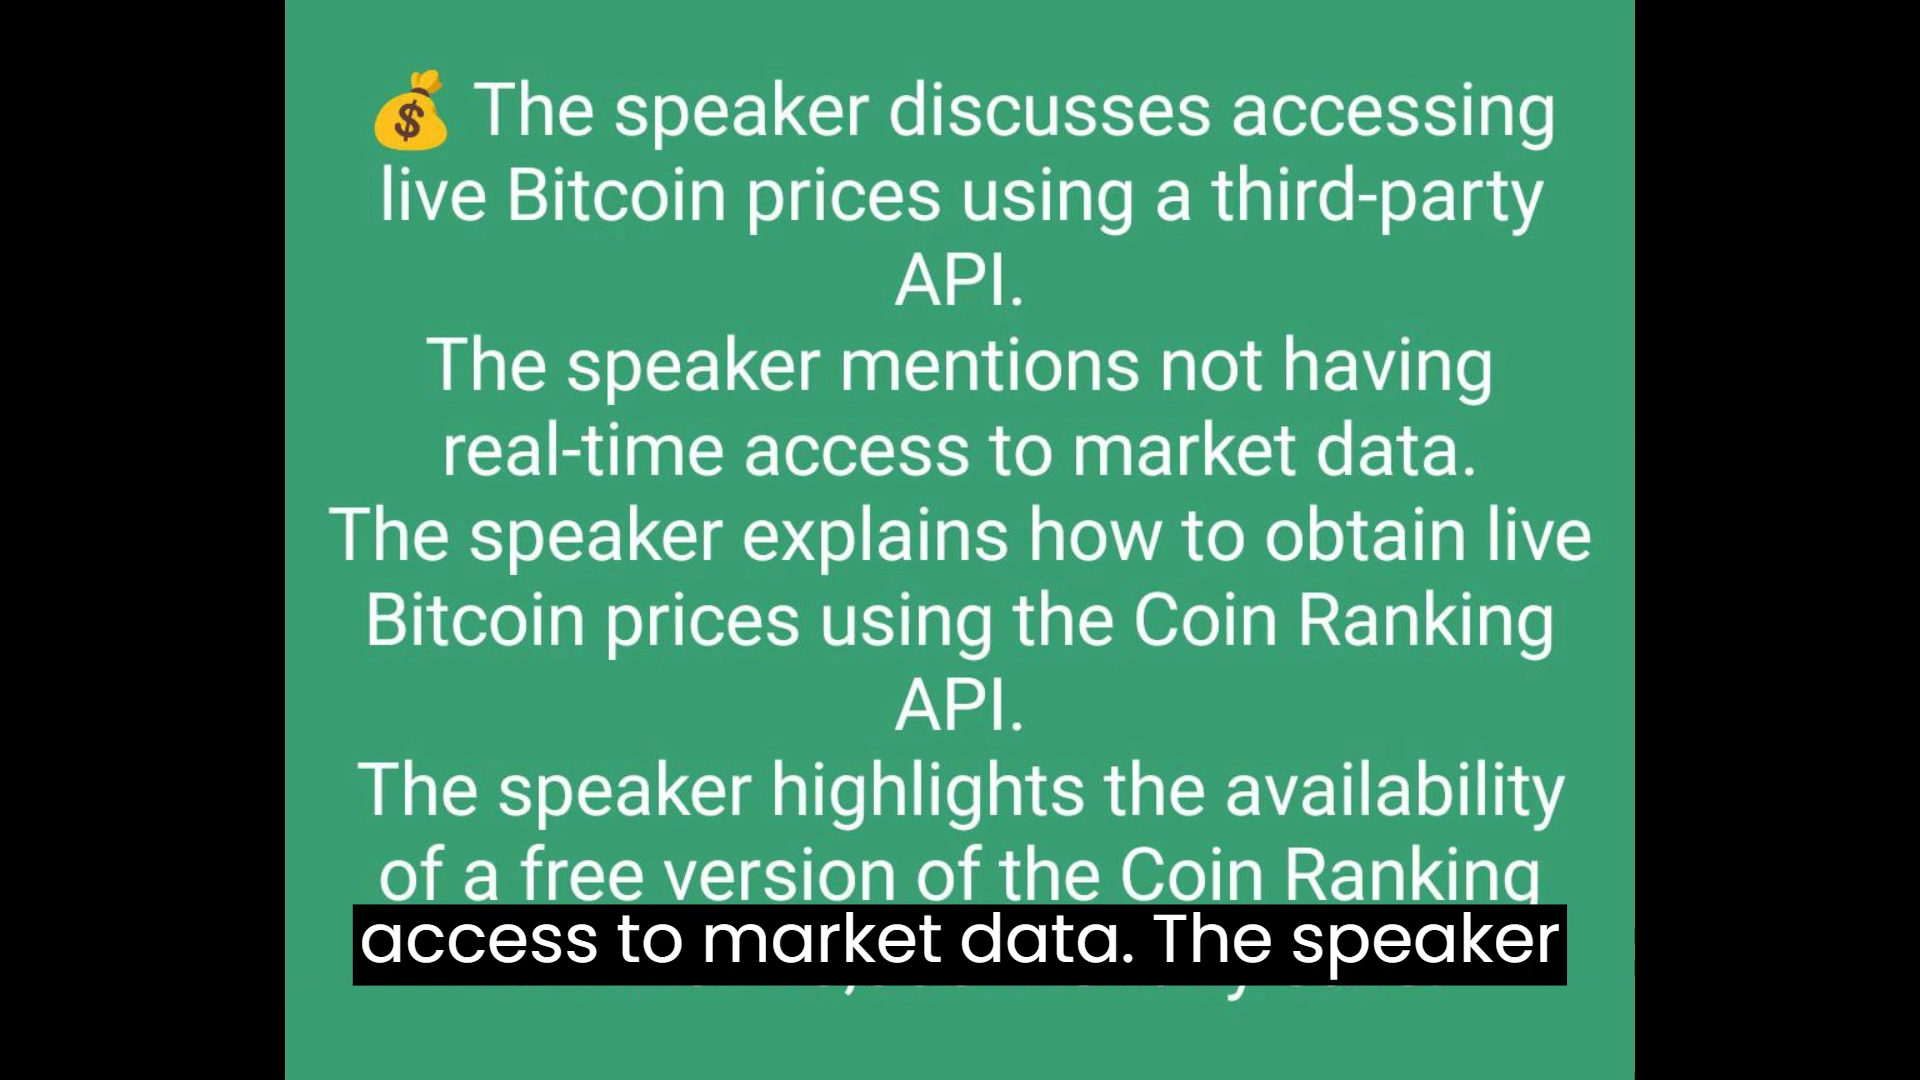 💰 The speaker discusses accessing
live Bitcoin prices using a third-party
API.
The speaker mentions not having
real-time access to market data.
The speaker explains how to obtain live
Bitcoin prices using the Coin Ranking
API.
The speaker highlights the availability
of a free version of the Coin Ranking
access to market data. The speaker